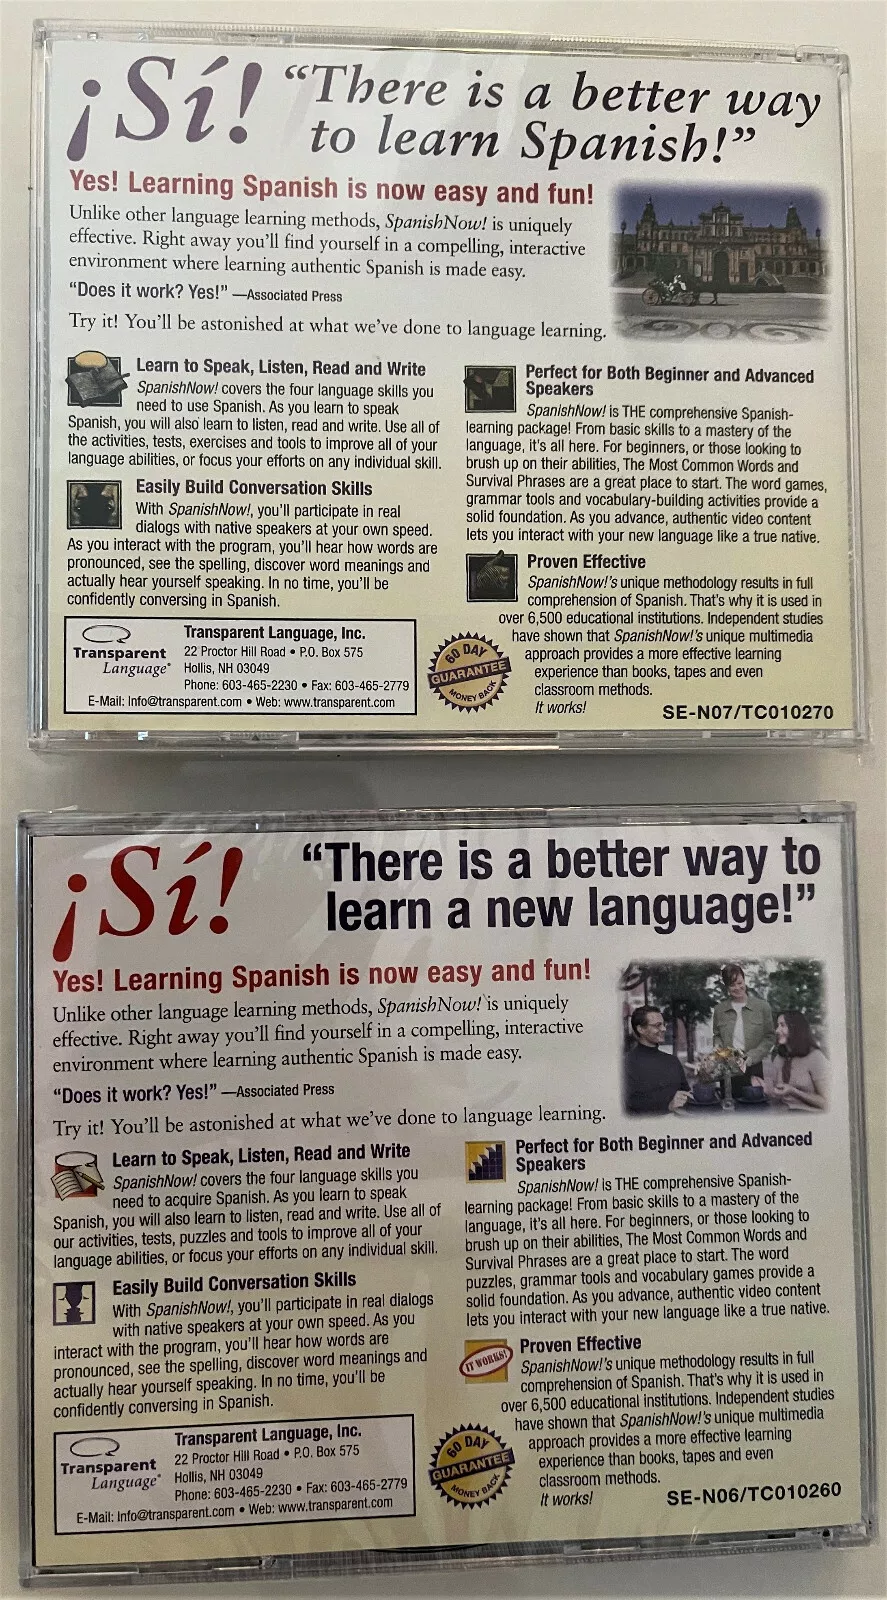 ¡Sí! “There is a better way
to learn Spanish!”
Yes! Learning Spanish is now easy and fun!
Unlike other language learning methods, SpanishNow! is uniquely
effective. Right away you'll find yourself in a compelling, interactive
environment where learning authentic Spanish is made easy.
“Does it work? Yes!” —Associated Press
Try it! You'll be astonished at what we've done to language learning.
Learn to Speak, Listen, Read and Write
SpanishNow! covers the four language skills you
need to use Spanish. As you learn to speak
Spanish, you will also learn to listen, read and write. Use all of
the activities, tests, exercises and tools to improve all of your
language abilities, or focus your efforts on any individual skill.
Easily Build Conversation Skills
With SpanishNow!, you'll participate in real
dialogs with native speakers at your own speed.
As you interact with the program, you'll hear how words are
pronounced, see the spelling, discover word meanings and
actually hear yourself speaking. In no time, you'll be
confidently conversing in Spanish.
Perfect for Both Beginner and Advanced
Speakers
SpanishNow! is THE comprehensive Spanish-
learning package! From basic skills to a mastery of the
language, it's all here. For beginners, or those looking to
brush up on their abilities, The Most Common Words and
Survival Phrases are a great place to start. The word games,
grammar tools and vocabulary-building activities provide a
solid foundation. As you advance, authentic video content
lets you interact with your new language like a true native.
Proven Effective
SpanishNow!'s unique methodology results in full
comprehension of Spanish. That's why it is used in
over 6,500 educational institutions. Independent studies
have shown that SpanishNow!'s unique multimedia
approach provides a more effective learning
experience than books, tapes and even
classroom methods.
It works!
Transparent
Language®
Transparent Language, Inc.
22 Proctor Hill Road • P.O. Box 575
Hollis, NH 03049
Phone: 603-465-2230 • Fax: 603-465-2779
E-Mail: Info@transparent.com • Web: www.transparent.com
60 DAY
GUARANTEE
MONEY BACK
SE-N07/TC010270
¡Sí! “There is a better way to
learn a new language!”
Yes! Learning Spanish is now easy and fun!
Unlike other language learning methods, SpanishNow! is uniquely
effective. Right away you'll find yourself in a compelling, interactive
environment where learning authentic Spanish is made easy.
“Does it work? Yes!” —Associated Press
Try it! You'll be astonished at what we've done to language learning.
Learn to Speak, Listen, Read and Write
SpanishNow! covers the four language skills you
need to acquire Spanish. As you learn to speak
Spanish, you will also learn to listen, read and write. Use all of
our activities, tests, puzzles and tools to improve all of your
language abilities, or focus your efforts on any individual skill.
Easily Build Conversation Skills
With SpanishNow!, you'll participate in real dialogs
with native speakers at your own speed. As you
interact with the program, you'll hear how words are
pronounced, see the spelling, discover word meanings and
actually hear yourself speaking. In no time, you'll be
confidently conversing in Spanish.
Perfect for Both Beginner and Advanced
Speakers
SpanishNow! is THE comprehensive Spanish-
learning package! From basic skills to a mastery of the
language, it's all here. For beginners, or those looking to
brush up on their abilities, The Most Common Words and
Survival Phrases are a great place to start. The word
puzzles, grammar tools and vocabulary games provide a
solid foundation. As you advance, authentic video content
lets you interact with your new language like a true native.
IT WORKS!
Proven Effective
SpanishNow!'s unique methodology results in full
comprehension of Spanish. That's why it is used in
over 6,500 educational institutions. Independent studies
have shown that SpanishNow!'s unique multimedia
approach provides a more effective learning
experience than books, tapes and even
classroom methods.
It works!
Transparent
Language®
Transparent Language, Inc.
22 Proctor Hill Road • P.O. Box 575
Hollis, NH 03049
Phone: 603-465-2230 • Fax: 603-465-2779
E-Mail: Info@transparent.com • Web: www.transparent.com
60 DAY
GUARANTEE
MONEY BACK
SE-N06/TC010260